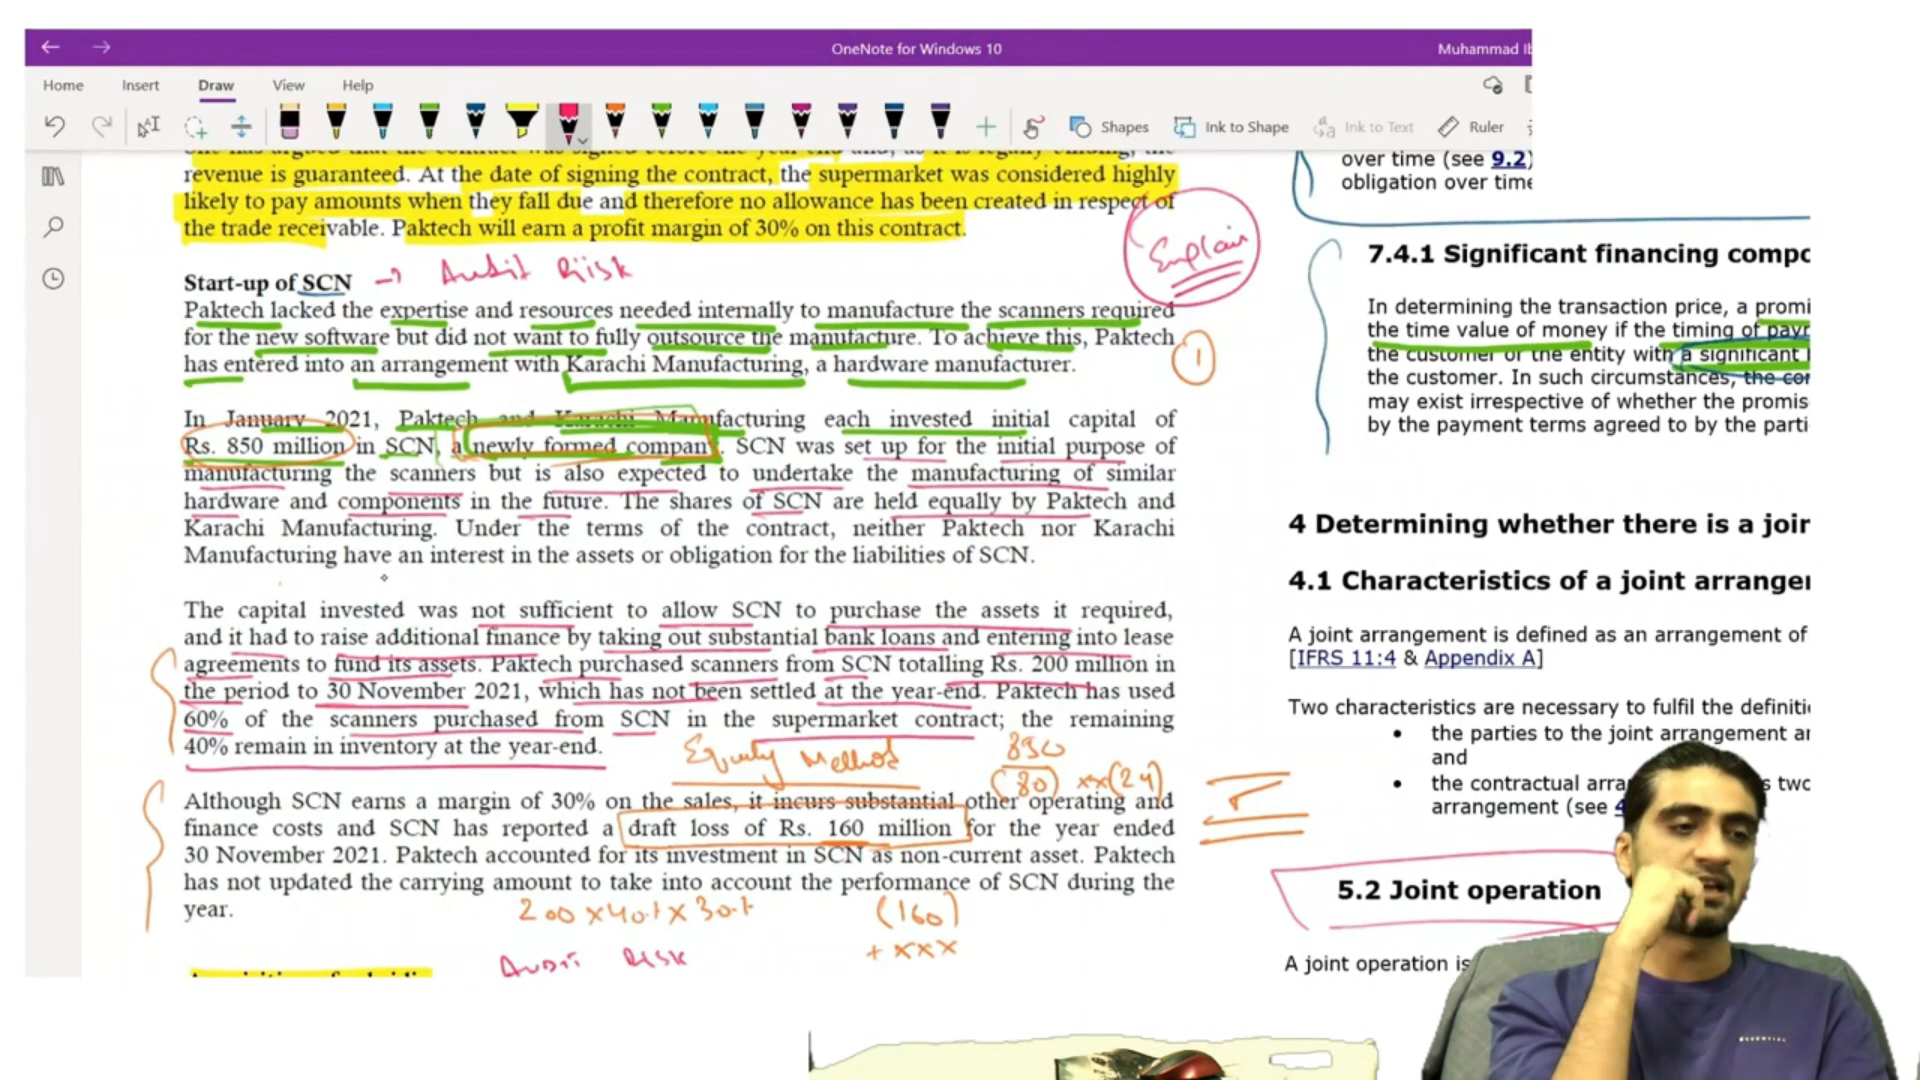 OneNote for Windows 10
Muhammad Ib
Home Insert Draw View Help
Shapes Ink to Shape Ink to Text Ruler
revenue is guaranteed. At the date of signing the contract, the supermarket was considered highly
likely to pay amounts when they fall due and therefore no allowance has been created in respect of
the trade receivable. Paktech will earn a profit margin of 30% on this contract.
Explain
Start-up of SCN → Audit Risk
Paktech lacked the expertise and resources needed internally to manufacture the scanners required
for the new software but did not want to fully outsource the manufacture. To achieve this, Paktech
has entered into an arrangement with Karachi Manufacturing, a hardware manufacturer.
1
In January 2021, Paktech and Karachi Manufacturing each invested initial capital of
Rs. 850 million in SCN, a newly formed company. SCN was set up for the initial purpose of
manufacturing the scanners but is also expected to undertake the manufacturing of similar
hardware and components in the future. The shares of SCN are held equally by Paktech and
Karachi Manufacturing. Under the terms of the contract, neither Paktech nor Karachi
Manufacturing have an interest in the assets or obligation for the liabilities of SCN.
The capital invested was not sufficient to allow SCN to purchase the assets it required,
and it had to raise additional finance by taking out substantial bank loans and entering into lease
agreements to fund its assets. Paktech purchased scanners from SCN totalling Rs. 200 million in
the period to 30 November 2021, which has not been settled at the year-end. Paktech has used
60% of the scanners purchased from SCN in the supermarket contract; the remaining
40% remain in inventory at the year-end.
Equity Method
850
(80) xx(24)
Although SCN earns a margin of 30% on the sales, it incurs substantial other operating and
finance costs and SCN has reported a draft loss of Rs. 160 million for the year ended
30 November 2021. Paktech accounted for its investment in SCN as non-current asset. Paktech
has not updated the carrying amount to take into account the performance of SCN during the
year.
200 x 40% x 30%
(160)
+ xxx
Audit Risk
over time (see 9.2)
obligation over time
7.4.1 Significant financing compo
In determining the transaction price, a promi
the time value of money if the timing of payr
the customer or the entity with a significant
the customer. In such circumstances, the cor
may exist irrespective of whether the promis
by the payment terms agreed to by the parti
4 Determining whether there is a joir
4.1 Characteristics of a joint arranger
A joint arrangement is defined as an arrangement of
[IFRS 11:4 & Appendix A]
Two characteristics are necessary to fulfil the definiti
• the parties to the joint arrangement ar
and
• the contractual arra s two
arrangement (see 4
5.2 Joint operation
A joint operation is
ESSENTIAL